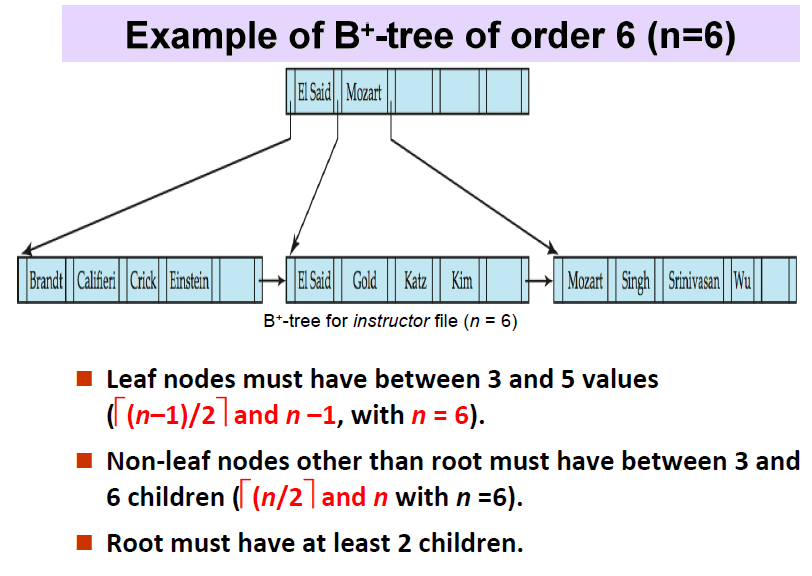 Example of B+-tree of order 6 (n=6)
El Said Mozart
Brandt Califieri Crick Einstein El Said Gold Katz Kim Mozart Singh Srinivasan Wu
B+-tree for instructor file (n = 6)
Leaf nodes must have between 3 and 5 values
(⌈(n–1)/2⌉ and n –1, with n = 6).
Non-leaf nodes other than root must have between 3 and
6 children (⌈(n/2⌉ and n with n =6).
Root must have at least 2 children.